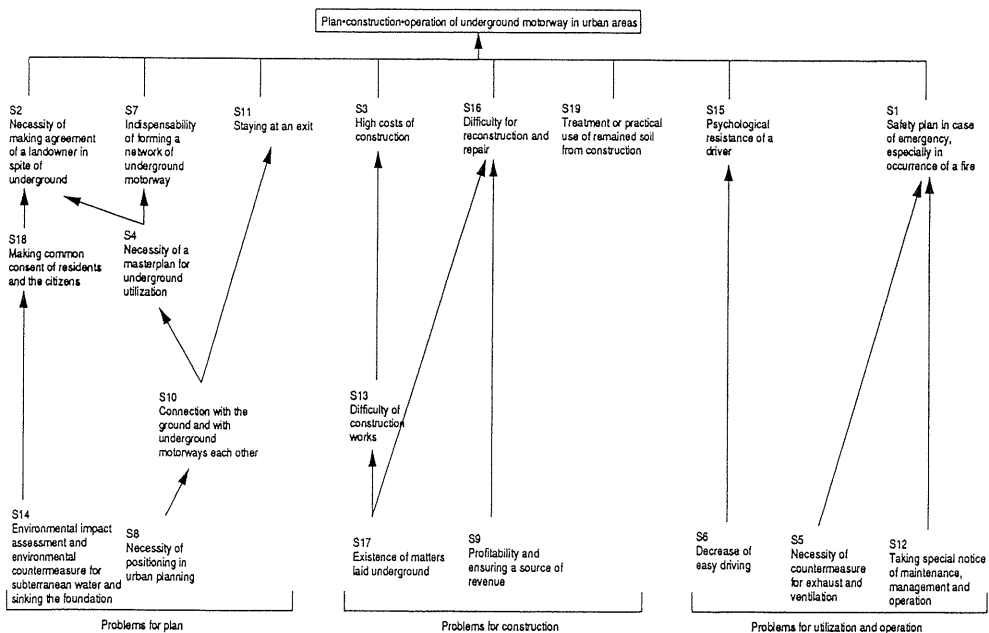 Plan•construction•operation of underground motorway in urban areas
S2
Necessity of
making agreement
of a landowner in
spite of
underground
S7
Indispensability
of forming a
network of
underground
motorway
S11
Staying at an exit
S3
High costs of
construction
S16
Difficulty for
reconstruction and
repair
S19
Treatment or practical
use of remained soil
from construction
S15
Psychological
resistance of a
driver
S1
Safety plan in case
of emergency,
especially in
occurrence of a fire
S18
Making common
consent of residents
and the citizens
S4
Necessity of a
masterplan for
underground
utilization
S10
Connection with the
ground and with
underground
motorways each other
S13
Difficulty of
construction
works
S14
Environmental impact
assessment and
environmental
countermeasure for
subterranean water and
sinking the foundation
S8
Necessity of
positioning in
urban planning
S17
Existence of matters
laid underground
S9
Profitability and
ensuring a source of
revenue
S6
Decrease of
easy driving
S5
Necessity of
countermeasure
for exhaust and
ventilation
S12
Taking special notice
of maintenance,
management and
operation
Problems for plan
Problems for construction
Problems for utilization and operation